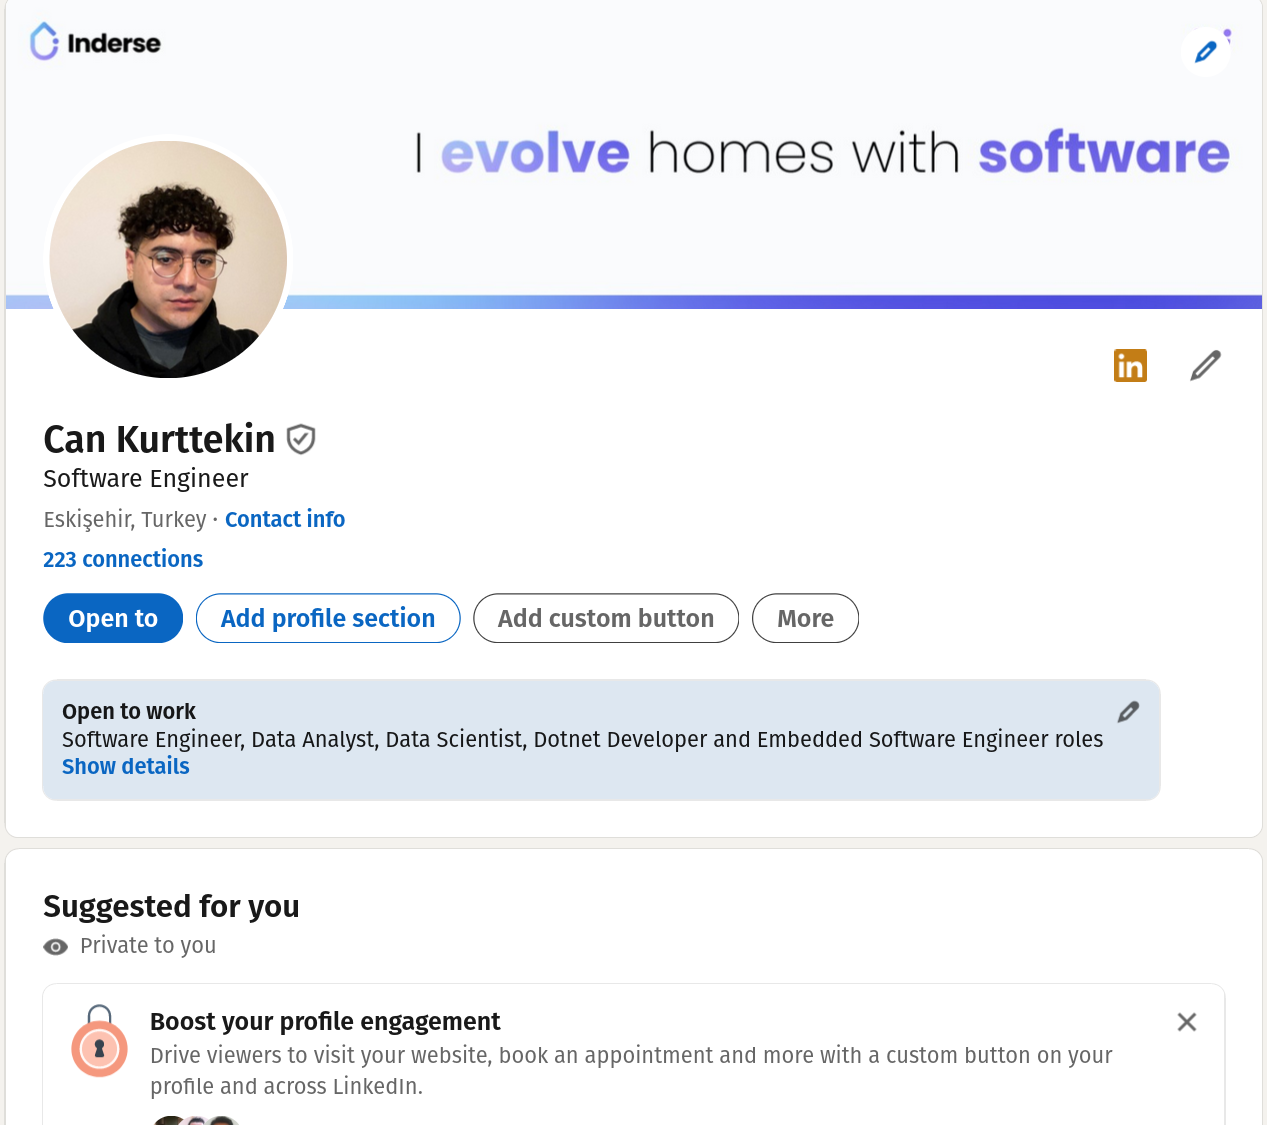 Inderse
I evolve homes with software
in
Can Kurttekin
Software Engineer
Eskişehir, Turkey · Contact info
223 connections
Open to
Add profile section
Add custom button
More
Open to work
Software Engineer, Data Analyst, Data Scientist, Dotnet Developer and Embedded Software Engineer roles
Show details
Suggested for you
Private to you
Boost your profile engagement
Drive viewers to visit your website, book an appointment and more with a custom button on your
profile and across LinkedIn.